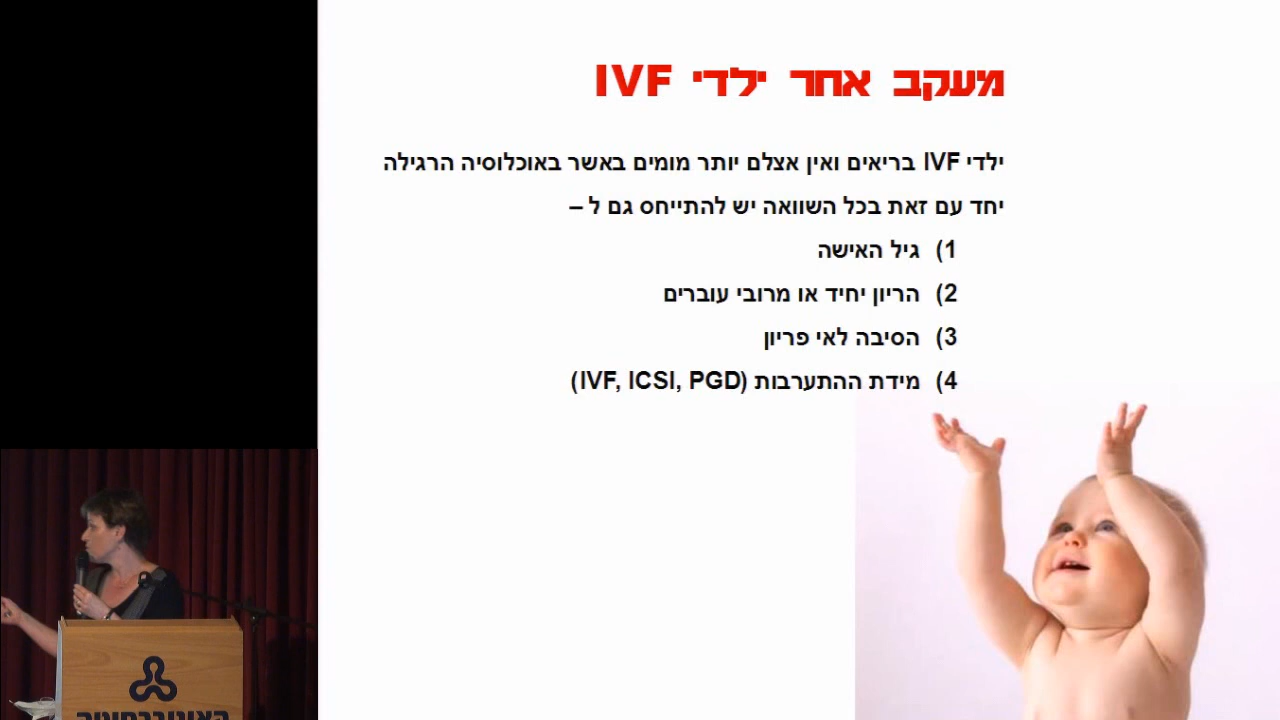 מעקב אחר ילדי IVF
ילדי IVF בריאים ואין אצלם יותר מומים באשר באוכלוסיה הרגילה
יחד עם זאת בכל השוואה יש להתייחס גם ל –
1) גיל האישה
2) הריון יחיד או מרובי עוברים
3) הסיבה לאי פריון
4) מידת ההתערבות (IVF, ICSI, PGD)
האוניברסיטה